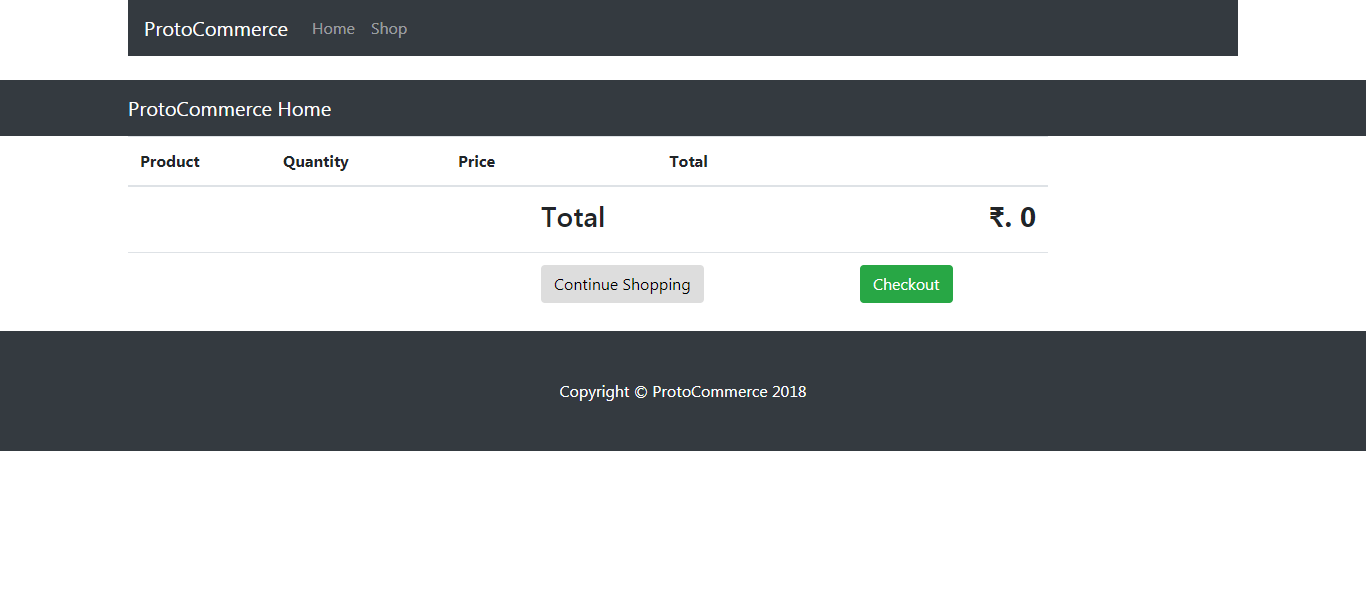 ProtoCommerce Home Shop
ProtoCommerce Home
Product Quantity Price Total
Total ₹. 0
Continue Shopping Checkout
Copyright © ProtoCommerce 2018